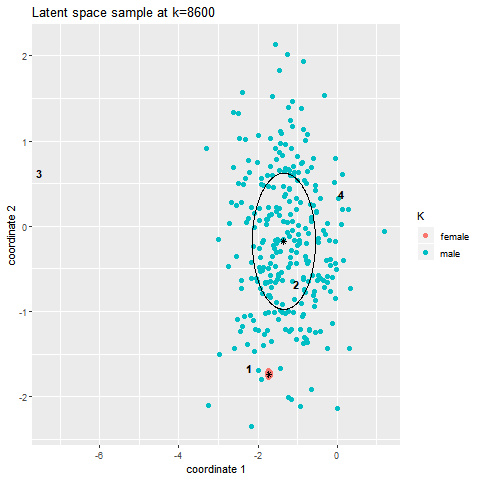 Latent space sample at k=8600
2
1
0
-1
-2
3
4
2
1
-6
-4
-2
0
coordinate 1
coordinate 2
K
female
male